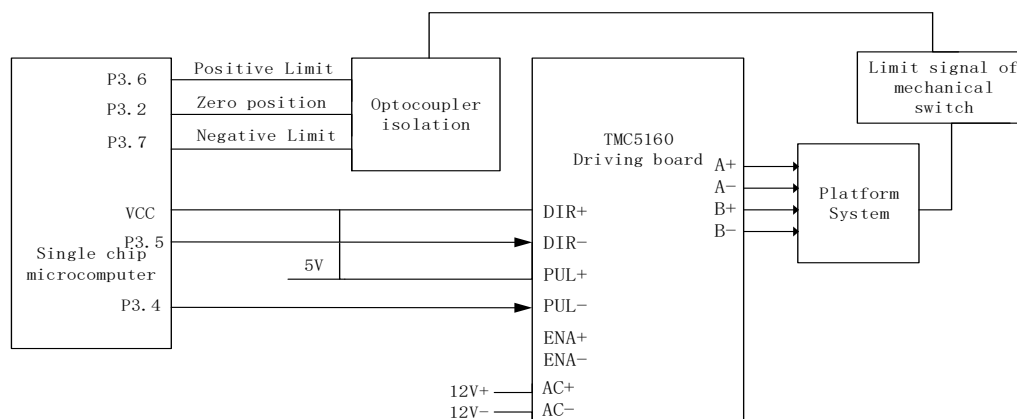 P3.6
P3.2
P3.7
VCC
P3.5
Single chip
microcomputer
P3.4
Positive Limit
Zero position
Negative Limit
Optocoupler
isolation
5V
12V+
12V-
TMC5160
Driving board
DIR+
DIR-
PUL+
PUL-
ENA+
ENA-
AC+
AC-
A+
A-
B+
B-
Platform
System
Limit signal of
mechanical
switch